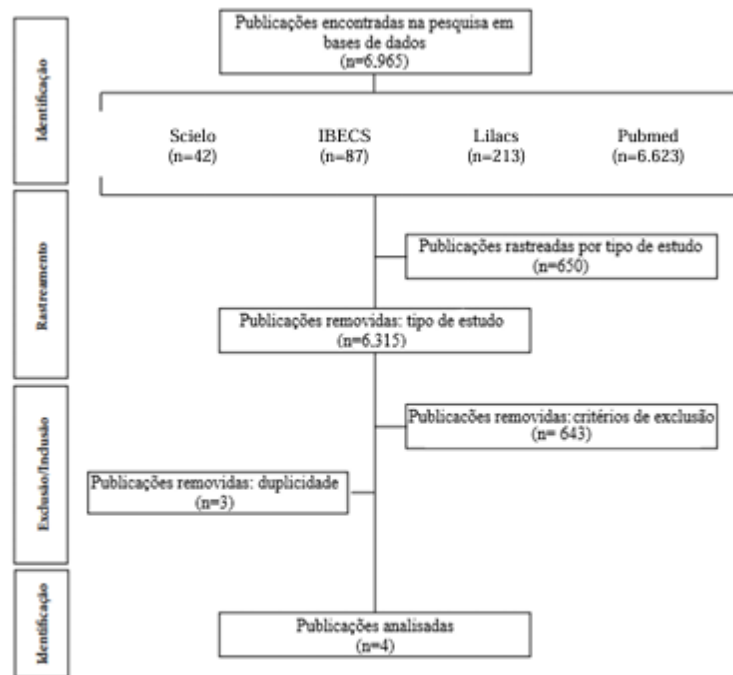 Publicações encontradas na pesquisa em
bases de dados
(n=6.965)
Identificação
Scielo
(n=42)
IBECS
(n=87)
Lilacs
(n=213)
Pubmed
(n=6.623)
Rastreamento
Publicações rastreadas por tipo de estudo
(n=650)
Publicações removidas: tipo de estudo
(n=6.315)
Exclusão/Inclusão
Publicações removidas:critérios de exclusão
(n= 643)
Publicações removidas: duplicidade
(n=3)
Identificação
Publicações analisadas
(n=4)